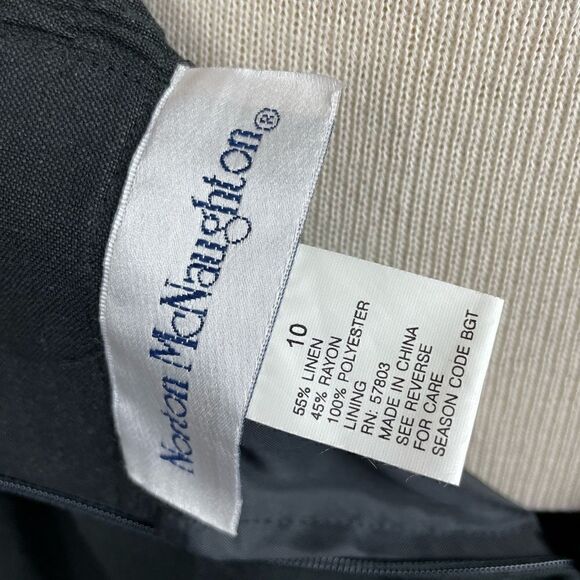 Norton McNaughton®
10
55% LINEN
45% RAYON
100% POLYESTER
LINING
RN: 57803
MADE IN CHINA
SEE REVERSE
FOR CARE
SEASON CODE BGT